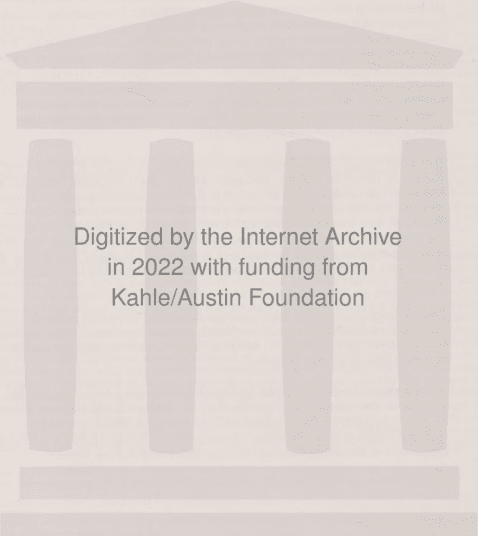 Digitized by the Internet Archive
in 2022 with funding from
Kahle/Austin Foundation